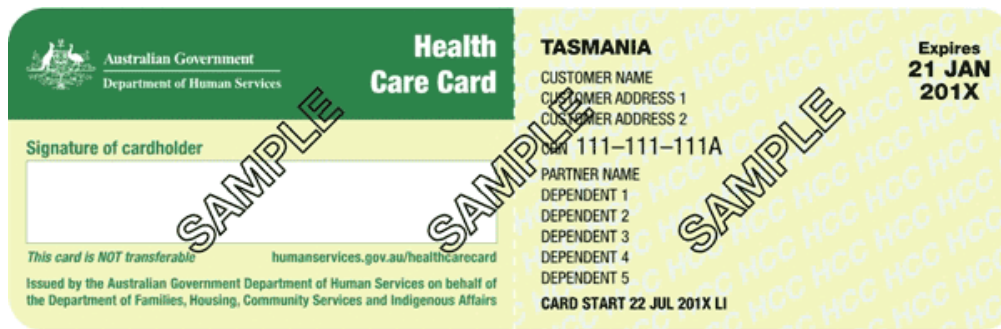 Australian Government
Department of Human Services
Health
Care Card
Signature of cardholder
This card is NOT transferable
humanservices.gov.au/healthcarecard
Issued by the Australian Government Department of Human Services on behalf of
the Department of Families, Housing, Community Services and Indigenous Affairs
SAMPLE
SAMPLE
SAMPLE
TASMANIA
CUSTOMER NAME
CUSTOMER ADDRESS 1
CUSTOMER ADDRESS 2
CRN 111–111–111A
PARTNER NAME
DEPENDENT 1
DEPENDENT 2
DEPENDENT 3
DEPENDENT 4
DEPENDENT 5
CARD START 22 JUL 201X LI
Expires
21 JAN
201X